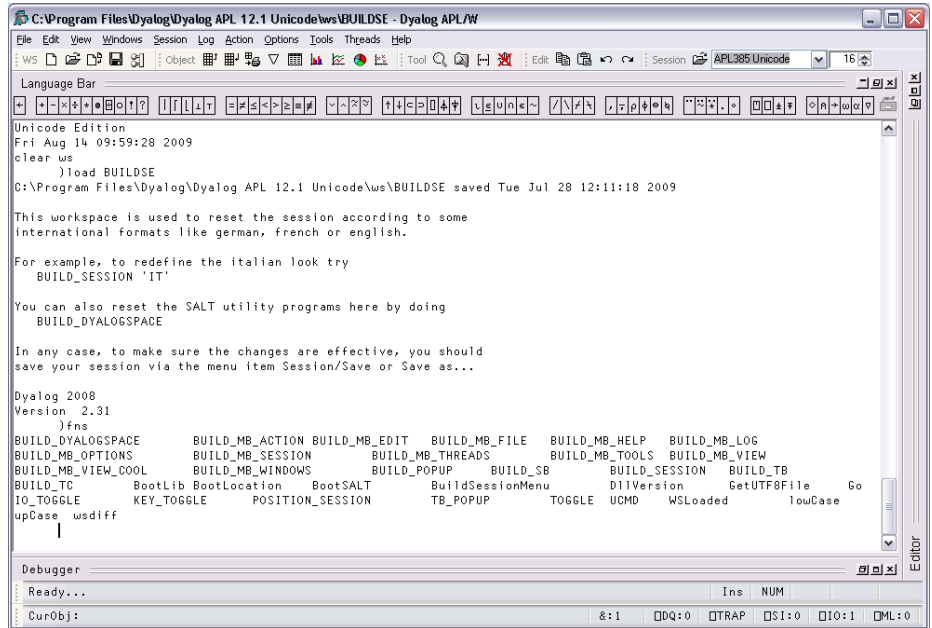 C:\Program Files\Dyalog\Dyalog APL 12.1 Unicode\ws\BUILDSE - Dyalog APL/W
File Edit View Windows Session Log Action Options Tools Threads Help
WS Object Tool Edit Session APL385 Unicode 16
Language Bar
Unicode Edition
Fri Aug 14 09:59:28 2009
clear ws
)load BUILDSE
C:\Program Files\Dyalog\Dyalog APL 12.1 Unicode\ws\BUILDSE saved Tue Jul 28 12:11:18 2009
This workspace is used to reset the session according to some
international formats like german, french or english.
For example, to redefine the italian look try
BUILD_SESSION 'IT'
You can also reset the SALT utility programs here by doing
BUILD_DYALOGSPACE
In any case, to make sure the changes are effective, you should
save your session via the menu item Session/Save or Save as...
Dyalog 2008
Version 2.31
)fns
BUILD_DYALOGSPACE BUILD_MB_ACTION BUILD_MB_EDIT BUILD_MB_FILE BUILD_MB_HELP BUILD_MB_LOG
BUILD_MB_OPTIONS BUILD_MB_SESSION BUILD_MB_THREADS BUILD_MB_TOOLS BUILD_MB_VIEW
BUILD_MB_VIEW_COOL BUILD_MB_WINDOWS BUILD_POPUP BUILD_SB BUILD_SESSION BUILD_TB
BUILD_TC BootLib BootLocation BootSALT BuildSessionMenu DllVersion GetUTF8File Go
IO_TOGGLE KEY_TOGGLE POSITION_SESSION TB_POPUP TOGGLE UCMD WSLoaded lowCase
upCase wsdiff
Editor
Debugger
Ready... Ins NUM
CurObj: &:1 ⎕DQ:0 ⎕TRAP ⎕SI:0 ⎕IO:1 ⎕ML:0